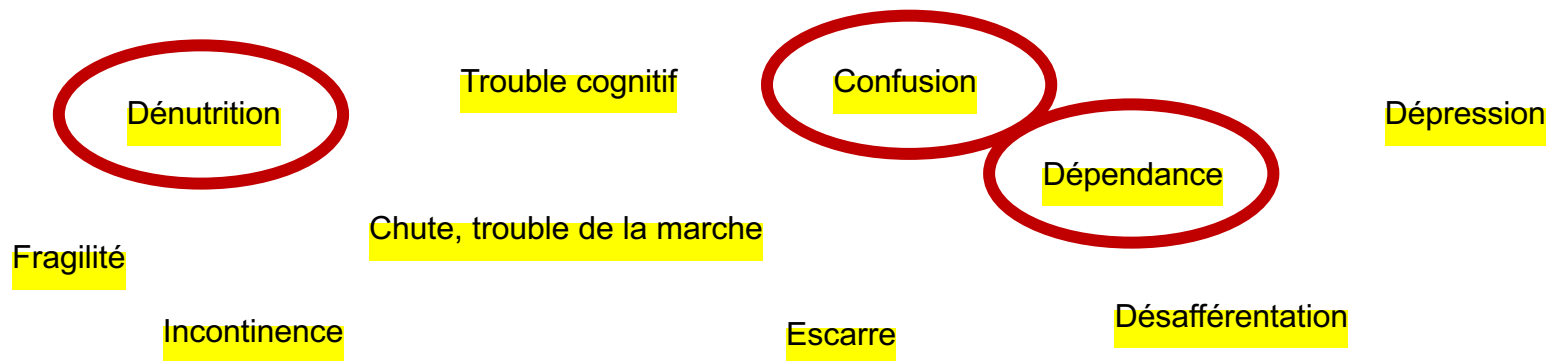 Trouble cognitif
Confusion
Dénutrition
Dépression
Dépendance
Chute, trouble de la marche
Fragilité
Désafférentation
Incontinence
Escarre